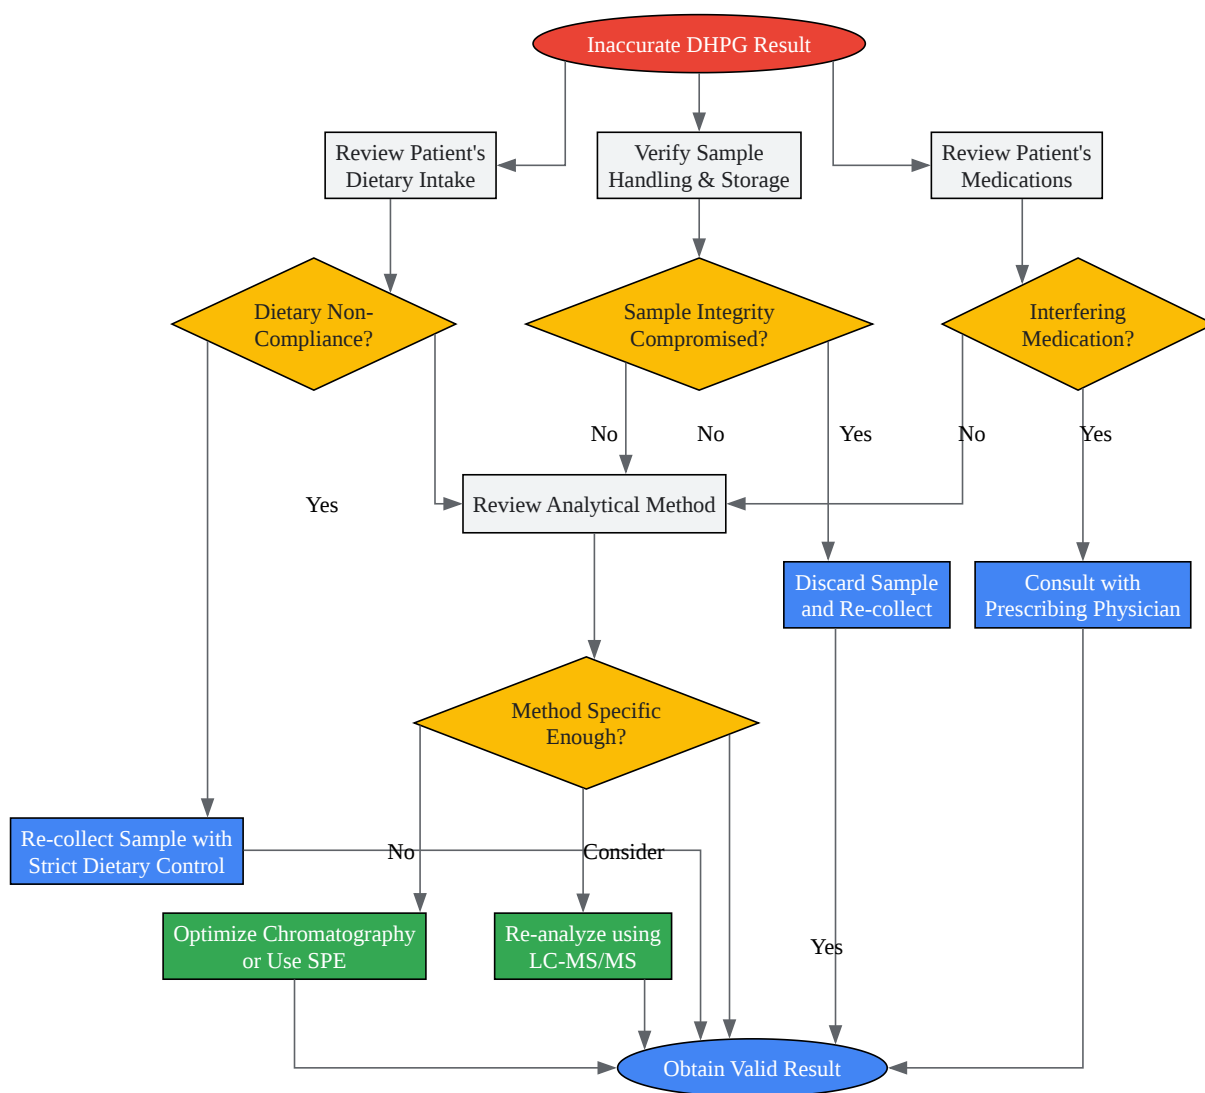 Inaccurate DHPG Result
Review Patient's
Dietary Intake
Verify Sample
Handling & Storage
Review Patient's
Medications
Dietary Non-
Compliance?
Sample Integrity
Compromised?
Interfering
Medication?
No
No
Yes
No
Yes
Yes
Review Analytical Method
Discard Sample
and Re-collect
Consult with
Prescribing Physician
Method Specific
Enough?
Re-collect Sample with
Strict Dietary Control
No
Consider
Optimize Chromatography
or Use SPE
Re-analyze using
LC-MS/MS
Yes
Obtain Valid Result